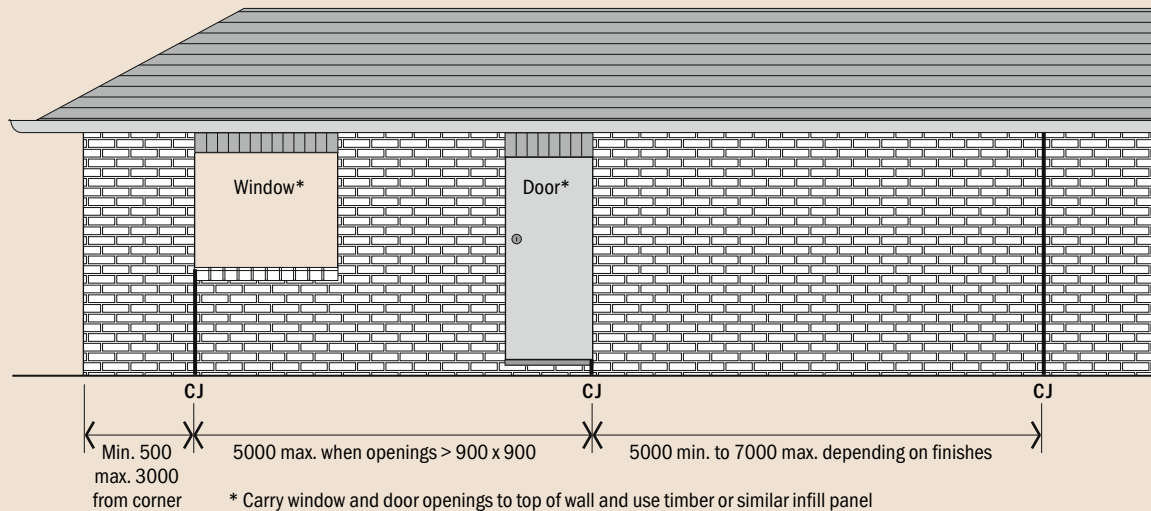 Window*
Door*
CJ
CJ
CJ
Min. 500
max. 3000
from corner
5000 max. when openings > 900 x 900
5000 min. to 7000 max. depending on finishes
* Carry window and door openings to top of wall and use timber or similar infill panel